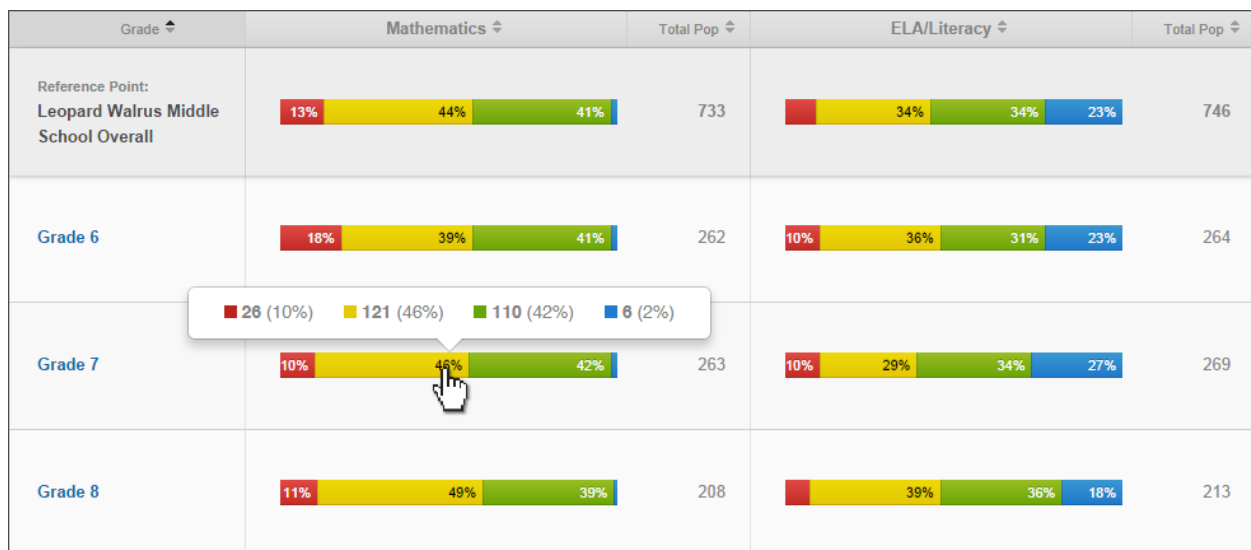 Grade Mathematics Total Pop ELA/Literacy Total Pop
Reference Point:
Leopard Walrus Middle
School Overall
13% 44% 41% 733 34% 34% 23% 746
Grade 6 18% 39% 41% 262 10% 36% 31% 23% 264
26 (10%) 121 (46%) 110 (42%) 6 (2%)
Grade 7 10% 46% 42% 263 10% 29% 34% 27% 269
Grade 8 11% 49% 39% 208 39% 36% 18% 213